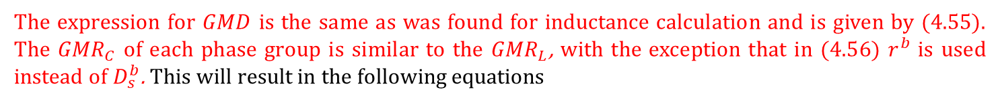 The expression for GMD is the same as was found for inductance calculation and is given by (4.55).
The GMR_C of each phase group is similar to the GMR_L, with the exception that in (4.56) r^b is used
instead of D_s^b. This will result in the following equations